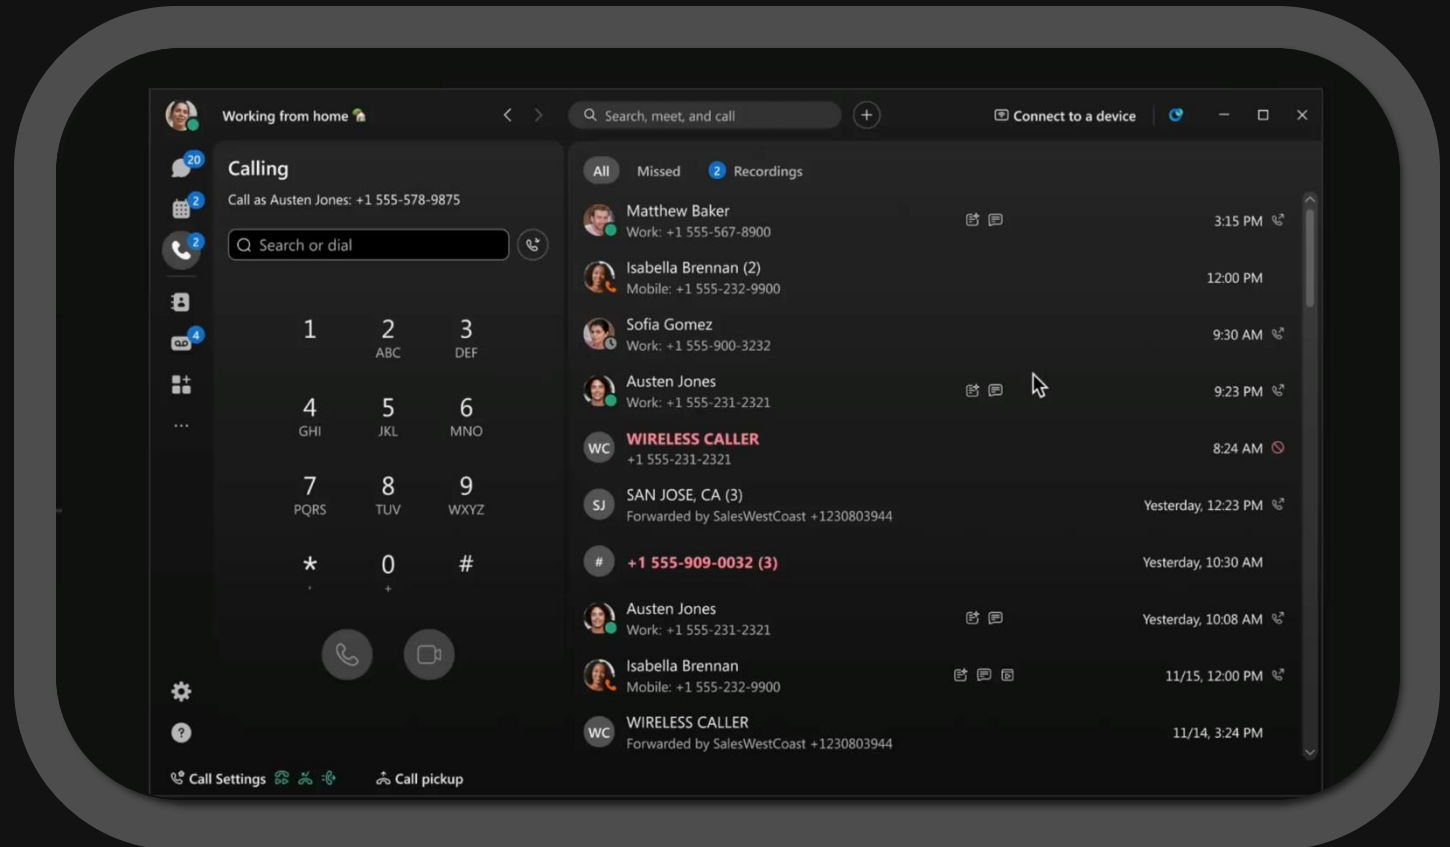 Working from home
Search, meet, and call
Connect to a device
20
2
2
4
Calling
Call as Austen Jones: +1 555-578-9875
Search or dial
1
2
3
ABC
DEF
4
5
6
GHI
JKL
MNO
7
8
9
PQRS
TUV
WXYZ
*
0
#
,
+
Call Settings
Call pickup
All
Missed
2 Recordings
Matthew Baker
Work: +1 555-567-8900
3:15 PM
Isabella Brennan (2)
Mobile: +1 555-232-9900
12:00 PM
Sofia Gomez
Work: +1 555-900-3232
9:30 AM
Austen Jones
Work: +1 555-231-2321
9:23 PM
WC
WIRELESS CALLER
+1 555-231-2321
8:24 AM
SJ
SAN JOSE, CA (3)
Forwarded by SalesWestCoast +1230803944
Yesterday, 12:23 PM
#
+1 555-909-0032 (3)
Yesterday, 10:30 AM
Austen Jones
Work: +1 555-231-2321
Yesterday, 10:08 AM
Isabella Brennan
Mobile: +1 555-232-9900
11/15, 12:00 PM
WC
WIRELESS CALLER
Forwarded by SalesWestCoast +1230803944
11/14, 3:24 PM